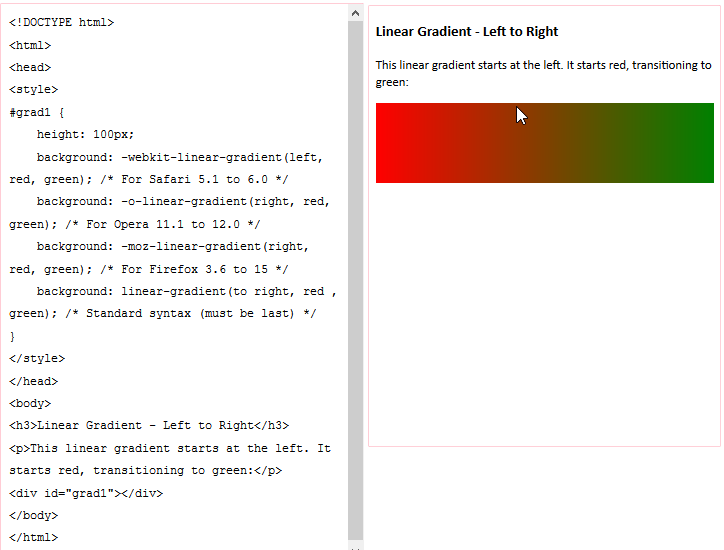 <!DOCTYPE html>
<html>
<head>
<style>
#grad1 {
    height: 100px;
    background: -webkit-linear-gradient(left,
red, green); /* For Safari 5.1 to 6.0 */
    background: -o-linear-gradient(right, red,
green); /* For Opera 11.1 to 12.0 */
    background: -moz-linear-gradient(right,
red, green); /* For Firefox 3.6 to 15 */
    background: linear-gradient(to right, red ,
green); /* Standard syntax (must be last) */
}
</style>
</head>
<body>
<h3>Linear Gradient - Left to Right</h3>
<p>This linear gradient starts at the left. It
starts red, transitioning to green:</p>
<div id="grad1"></div>
</body>
</html>
Linear Gradient - Left to Right
This linear gradient starts at the left. It starts red, transitioning to
green: